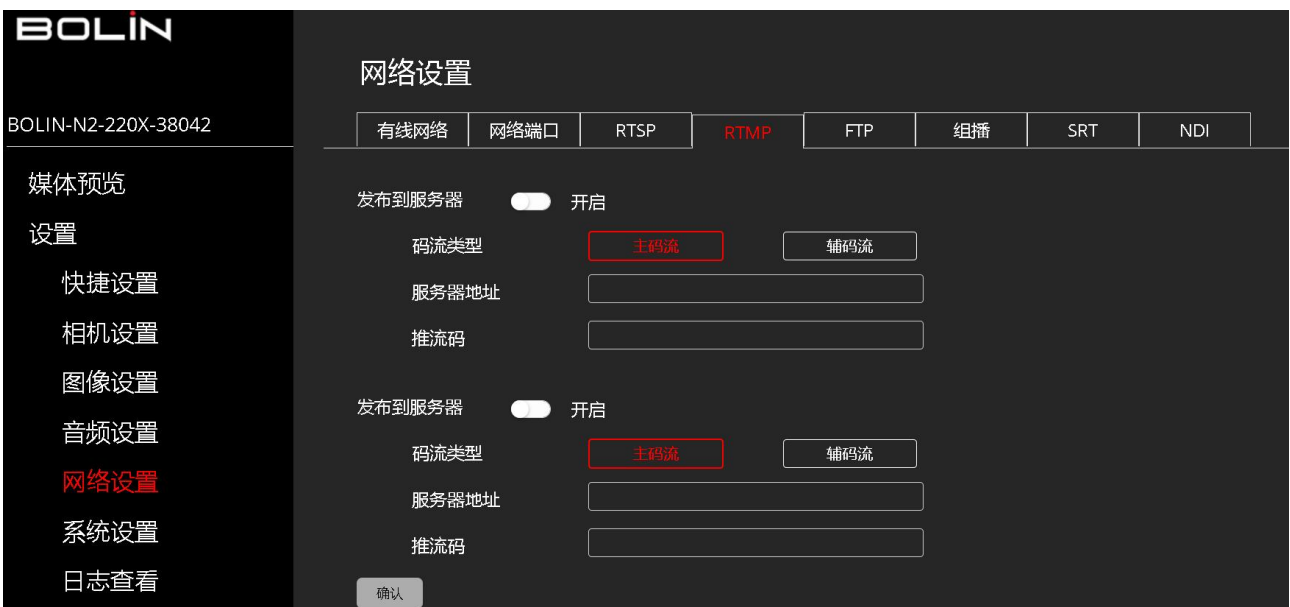 BOLIN
BOLIN-N2-220X-38042
媒体预览
设置
快捷设置
相机设置
图像设置
音频设置
网络设置
系统设置
日志查看
网络设置
有线网络 网络端口 RTSP RTMP FTP 组播 SRT NDI
发布到服务器 开启
码流类型 主码流 辅码流
服务器地址
推流码
发布到服务器 开启
码流类型 主码流 辅码流
服务器地址
推流码
确认